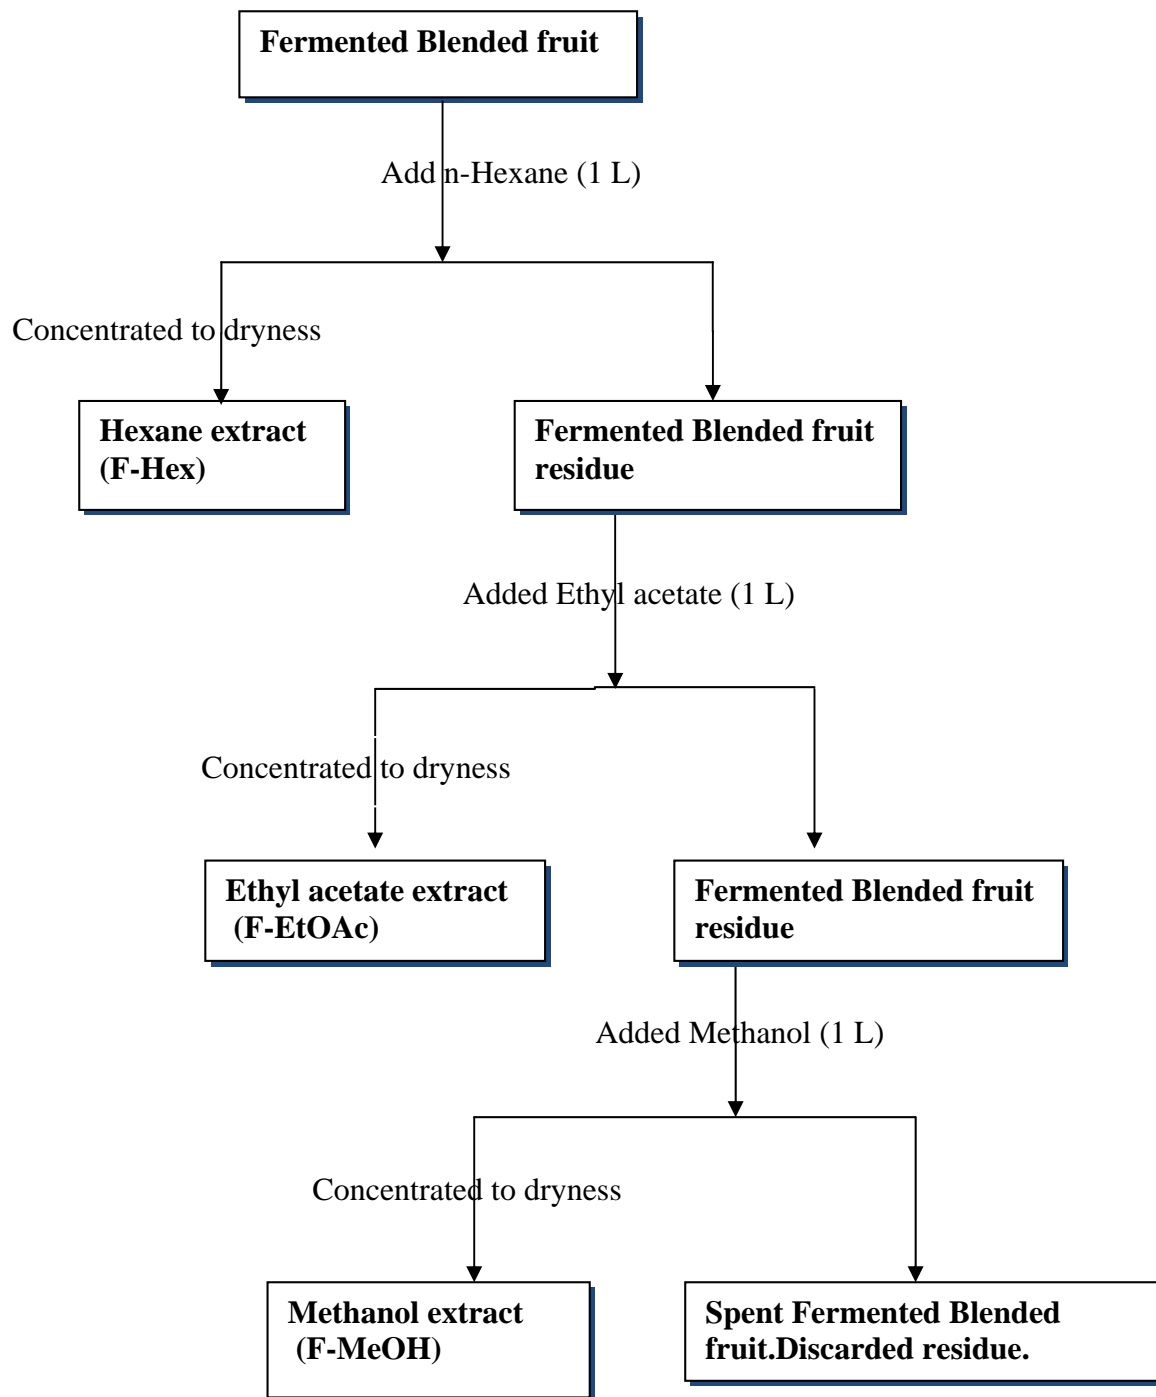 Fermented Blended fruit
Add n-Hexane (1 L)
Concentrated to dryness
Hexane extract
(F-Hex)
Fermented Blended fruit
residue
Added Ethyl acetate (1 L)
Concentrated to dryness
Ethyl acetate extract
(F-EtOAc)
Fermented Blended fruit
residue
Added Methanol (1 L)
Concentrated to dryness
Methanol extract
(F-MeOH)
Spent Fermented Blended
fruit.Discarded residue.